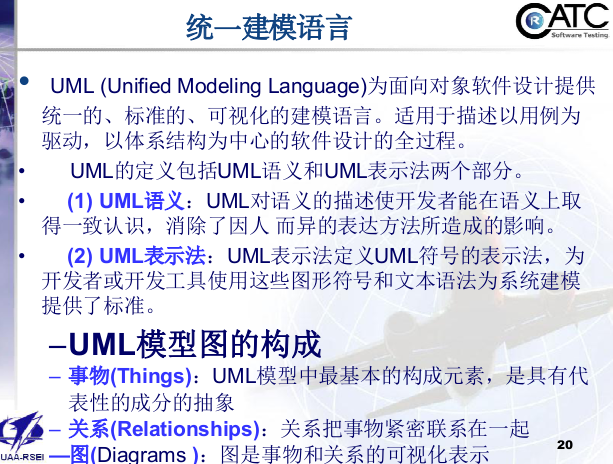 统一建模语言
CATC
Software Testing
R
• UML (Unified Modeling Language)为面向对象软件设计提供
统一的、标准的、可视化的建模语言。适用于描述以用例为
驱动，以体系结构为中心的软件设计的全过程。
• UML的定义包括UML语义和UML表示法两个部分。
• (1) UML语义：UML对语义的描述使开发者能在语义上取
得一致认识，消除了因人 而异的表达方法所造成的影响。
• (2) UML表示法：UML表示法定义UML符号的表示法，为
开发者或开发工具使用这些图形符号和文本语法为系统建模
提供了标准。
–UML模型图的构成
– 事物(Things)：UML模型中最基本的构成元素，是具有代
表性的成分的抽象
– 关系(Relationships)：关系把事物紧密联系在一起
—图(Diagrams )：图是事物和关系的可视化表示
UAA-RSEI
20